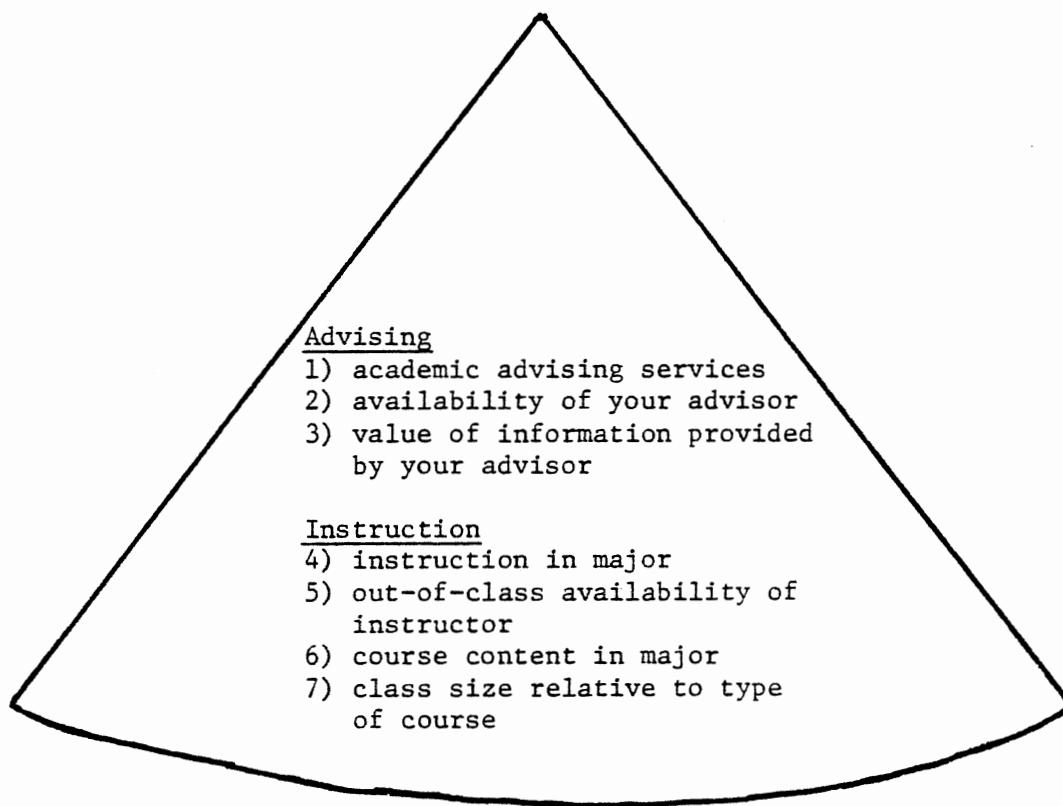 Advising
1) academic advising services
2) availability of your advisor
3) value of information provided
by your advisor
Instruction
4) instruction in major
5) out-of-class availability of
instructor
6) course content in major
7) class size relative to type
of course